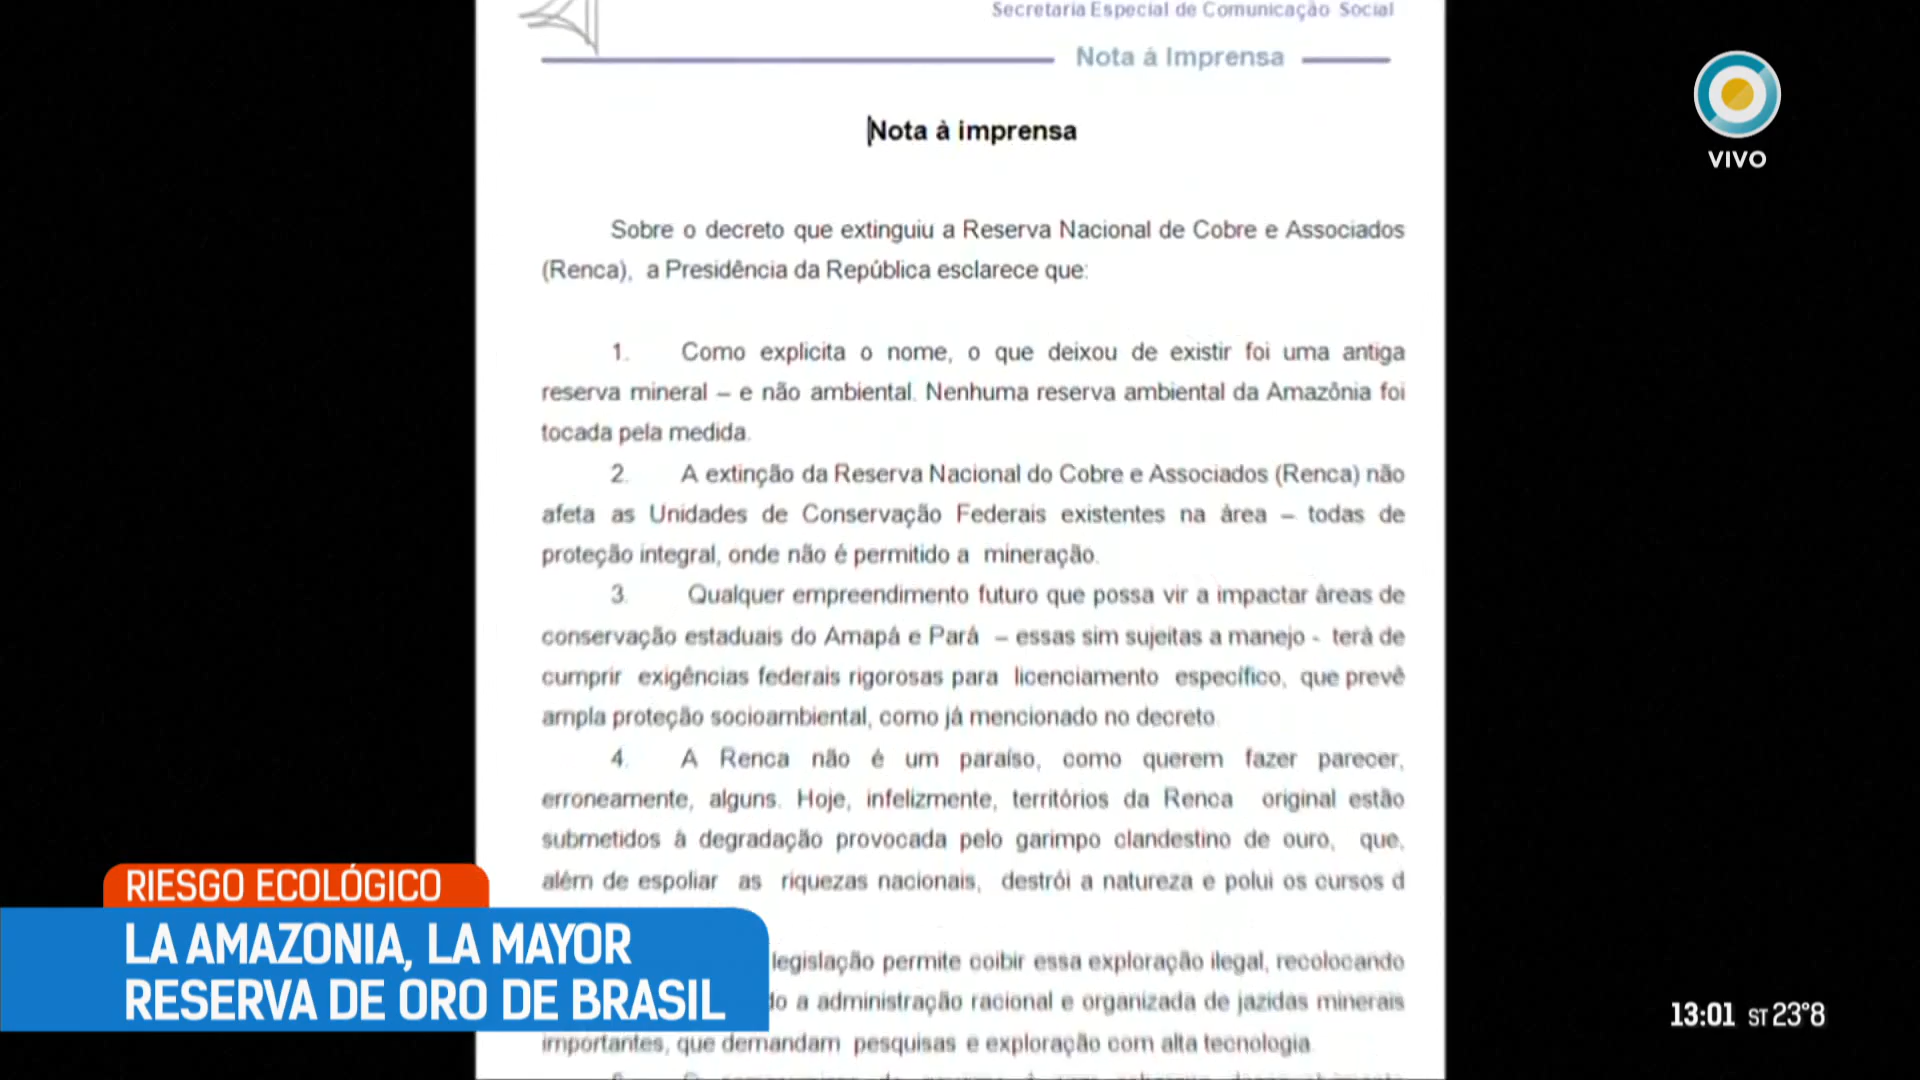 Secretaria Especial de Comunicação Social
Nota à Imprensa
Nota à imprensa
VIVO
Sobre o decreto que extinguiu a Reserva Nacional de Cobre e Associados
(Renca), a Presidência da República esclarece que:
1. Como explicita o nome, o que deixou de existir foi uma antiga
reserva mineral – e não ambiental. Nenhuma reserva ambiental da Amazônia foi
tocada pela medida.
2. A extinção da Reserva Nacional do Cobre e Associados (Renca) não
afeta as Unidades de Conservação Federais existentes na área – todas de
proteção integral, onde não é permitido a mineração.
3. Qualquer empreendimento futuro que possa vir a impactar áreas de
conservação estaduais do Amapá e Pará – essas sim sujeitas a manejo - terá de
cumprir exigências federais rigorosas para licenciamento específico, que prevê
ampla proteção socioambiental, como já mencionado no decreto.
4. A Renca não é um paraíso, como querem fazer parecer,
erroneamente, alguns. Hoje, infelizmente, territórios da Renca original estão
submetidos à degradação provocada pelo garimpo clandestino de ouro, que,
além de espoliar as riquezas nacionais, destrói a natureza e polui os cursos d
legislação permite coibir essa exploração ilegal, recolocando
a administração racional e organizada de jazidas minerais
importantes, que demandam pesquisas e exploração com alta tecnologia.
RIESGO ECOLÓGICO
LA AMAZONIA, LA MAYOR
RESERVA DE ORO DE BRASIL
13:01 ST 23°8